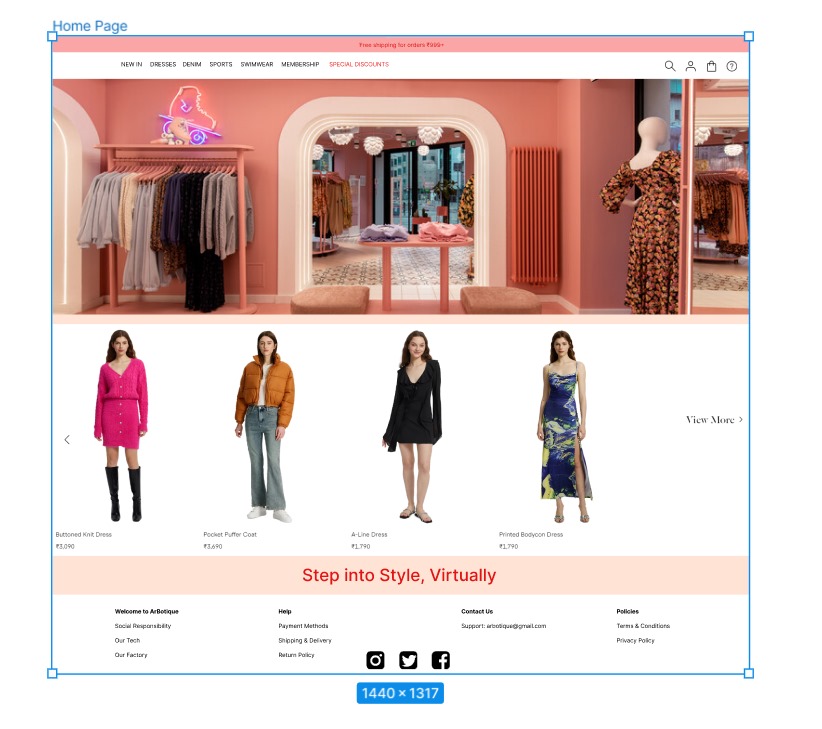 Home Page
Free shipping for orders ₹999+
NEW IN DRESSES DENIM SPORTS SWIMWEAR MEMBERSHIP SPECIAL DISCOUNTS
View More
Buttoned Knit Dress Pocket Puffer Coat A-Line Dress Printed Bodycon Dress
₹3,090 ₹3,690 ₹1,790 ₹1,790
Step into Style, Virtually
Welcome to ArBotique Help Contact Us Policies
Social Responsibility Payment Methods Support: arbotique@gmail.com Terms & Conditions
Our Tech Shipping & Delivery Privacy Policy
Our Factory Return Policy
1440 × 1317